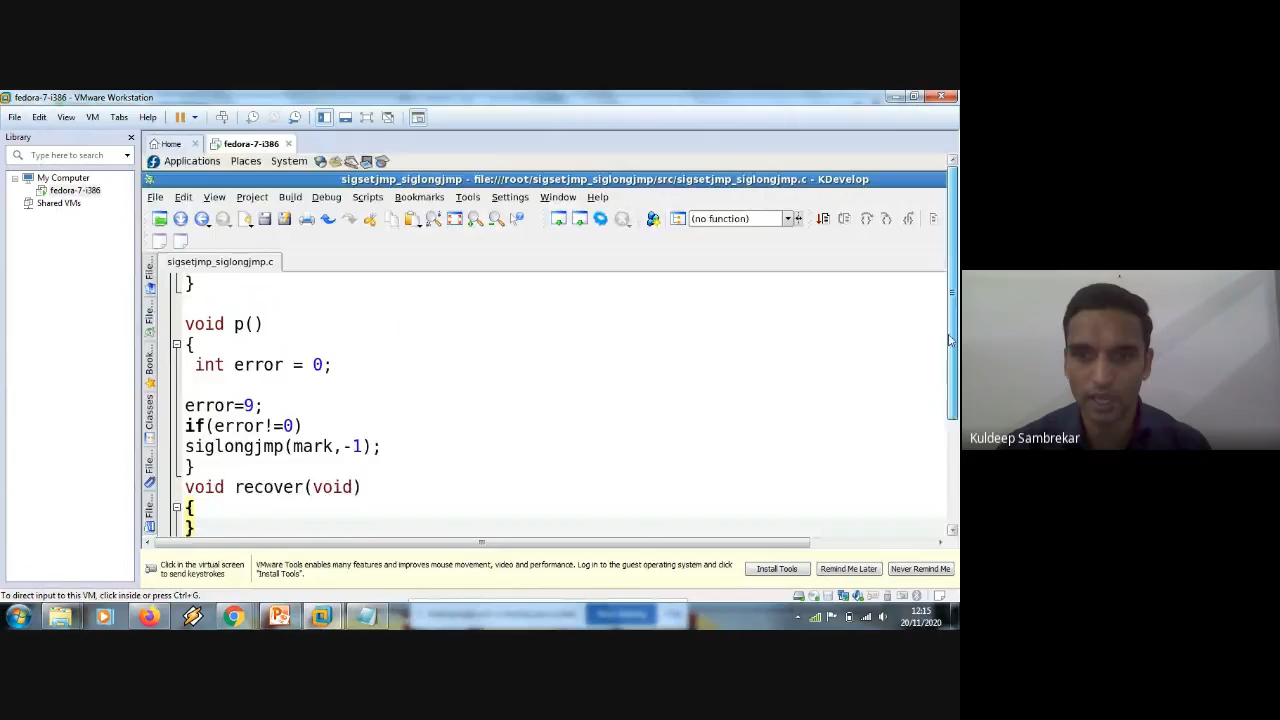 fedora-7-i386 - VMware Workstation
File Edit View VM Tabs Help
Library
Type here to search
My Computer
fedora-7-i386
Shared VMs
Home
fedora-7-i386
Applications Places System
sigsetjmp_siglongjmp - file:///root/sigsetjmp_siglongjmp/src/sigsetjmp_siglongjmp.c - KDevelop
File Edit View Project Build Debug Scripts Bookmarks Tools Settings Window Help
(no function)
sigsetjmp_siglongjmp.c
File...
File...
Book...
Classes
File...
File...
}
void p()
{
int error = 0;
error=9;
if(error!=0)
siglongjmp(mark,-1);
}
void recover(void)
{
}
Click in the virtual screen
to send keystrokes
VMware Tools enables many features and improves mouse movement, video and performance. Log in to the guest operating system and click
"Install Tools".
Install Tools
Remind Me Later
Never Remind Me
To direct input to this VM, click inside or press Ctrl+G.
12:15
20/11/2020
Kuldeep Sambrekar